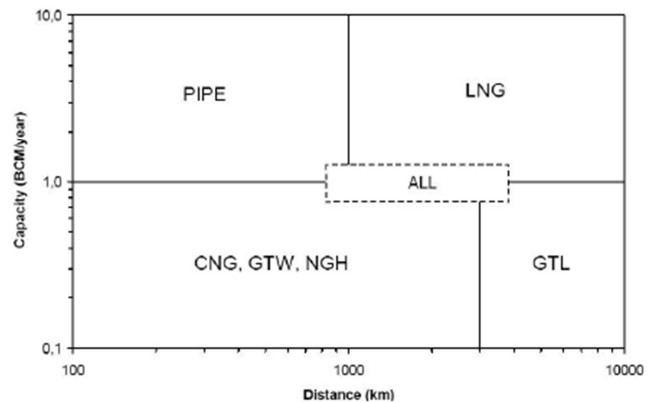 10,0
PIPE
LNG
Capacity (BCM/year)
1,0
ALL
CNG, GTW, NGH
GTL
0,1
100
1000
10000
Distance (km)